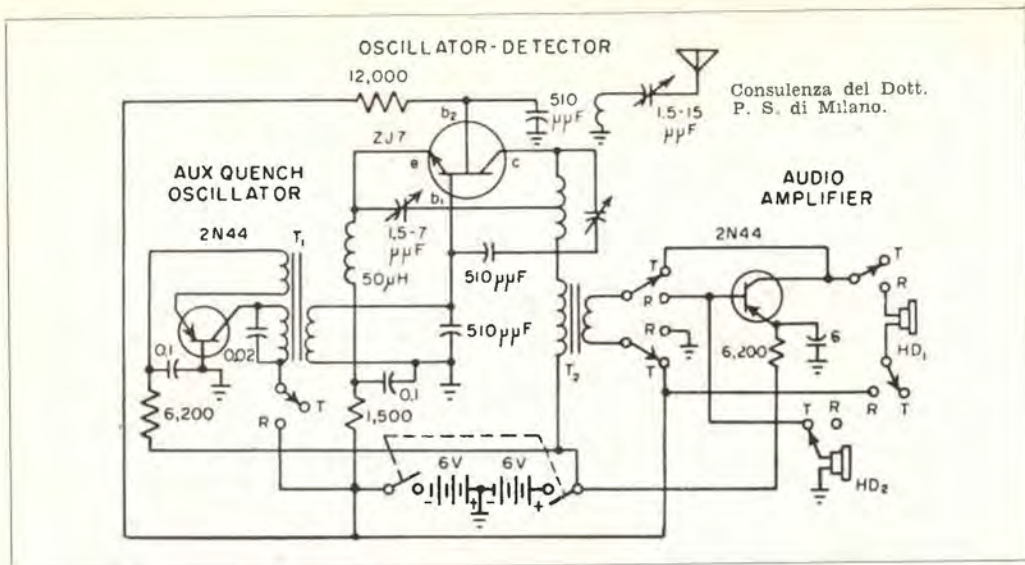 OSCILLATOR-DETECTOR
12,000
510
μμF
1.5-15
μμF
Consulenza del Dott.
P. S. di Milano.
b2
ZJ7
e
c
b1
AUX QUENCH
OSCILLATOR
AUDIO
AMPLIFIER
2N44
T1
1.5-7
μμF
510μμF
50μH
2N44
T
R
T
R
HD1
T
R
R
T
0.1
0.02
510μμF
T2
6,200
6
6,200
T
R
0.1
1,500
R
T
T
R
HD2
6V
6V
-
+
-
+